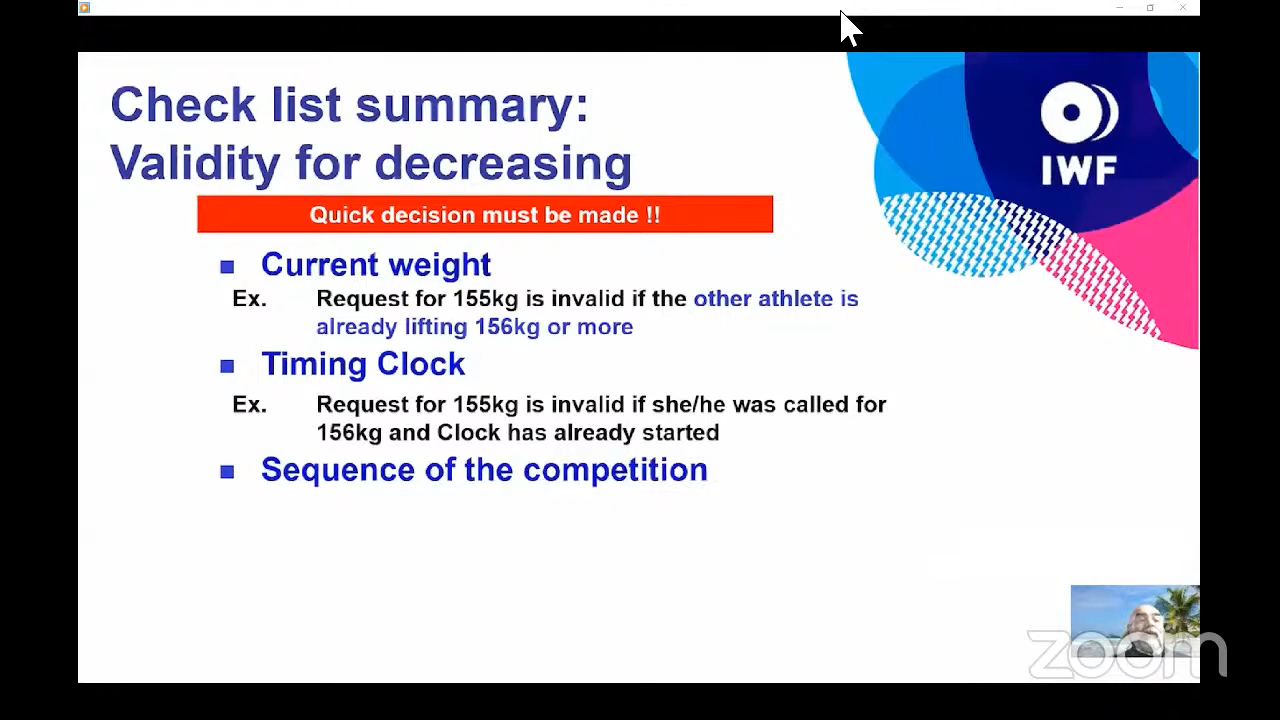 Check list summary:
Validity for decreasing
IWF
Quick decision must be made !!
Current weight
Ex. Request for 155kg is invalid if the other athlete is
already lifting 156kg or more
Timing Clock
Ex. Request for 155kg is invalid if she/he was called for
156kg and Clock has already started
Sequence of the competition
zoom